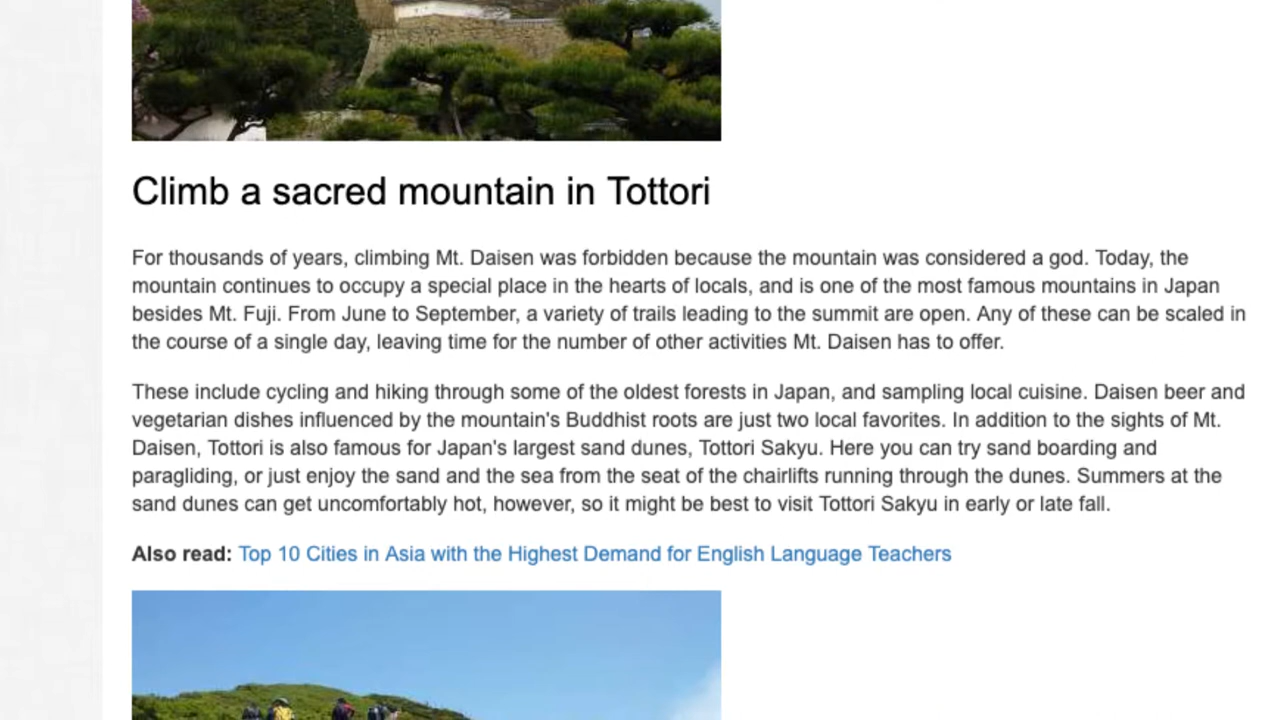 Climb a sacred mountain in Tottori
For thousands of years, climbing Mt. Daisen was forbidden because the mountain was considered a god. Today, the
mountain continues to occupy a special place in the hearts of locals, and is one of the most famous mountains in Japan
besides Mt. Fuji. From June to September, a variety of trails leading to the summit are open. Any of these can be scaled in
the course of a single day, leaving time for the number of other activities Mt. Daisen has to offer.
These include cycling and hiking through some of the oldest forests in Japan, and sampling local cuisine. Daisen beer and
vegetarian dishes influenced by the mountain's Buddhist roots are just two local favorites. In addition to the sights of Mt.
Daisen, Tottori is also famous for Japan's largest sand dunes, Tottori Sakyu. Here you can try sand boarding and
paragliding, or just enjoy the sand and the sea from the seat of the chairlifts running through the dunes. Summers at the
sand dunes can get uncomfortably hot, however, so it might be best to visit Tottori Sakyu in early or late fall.
Also read: Top 10 Cities in Asia with the Highest Demand for English Language Teachers